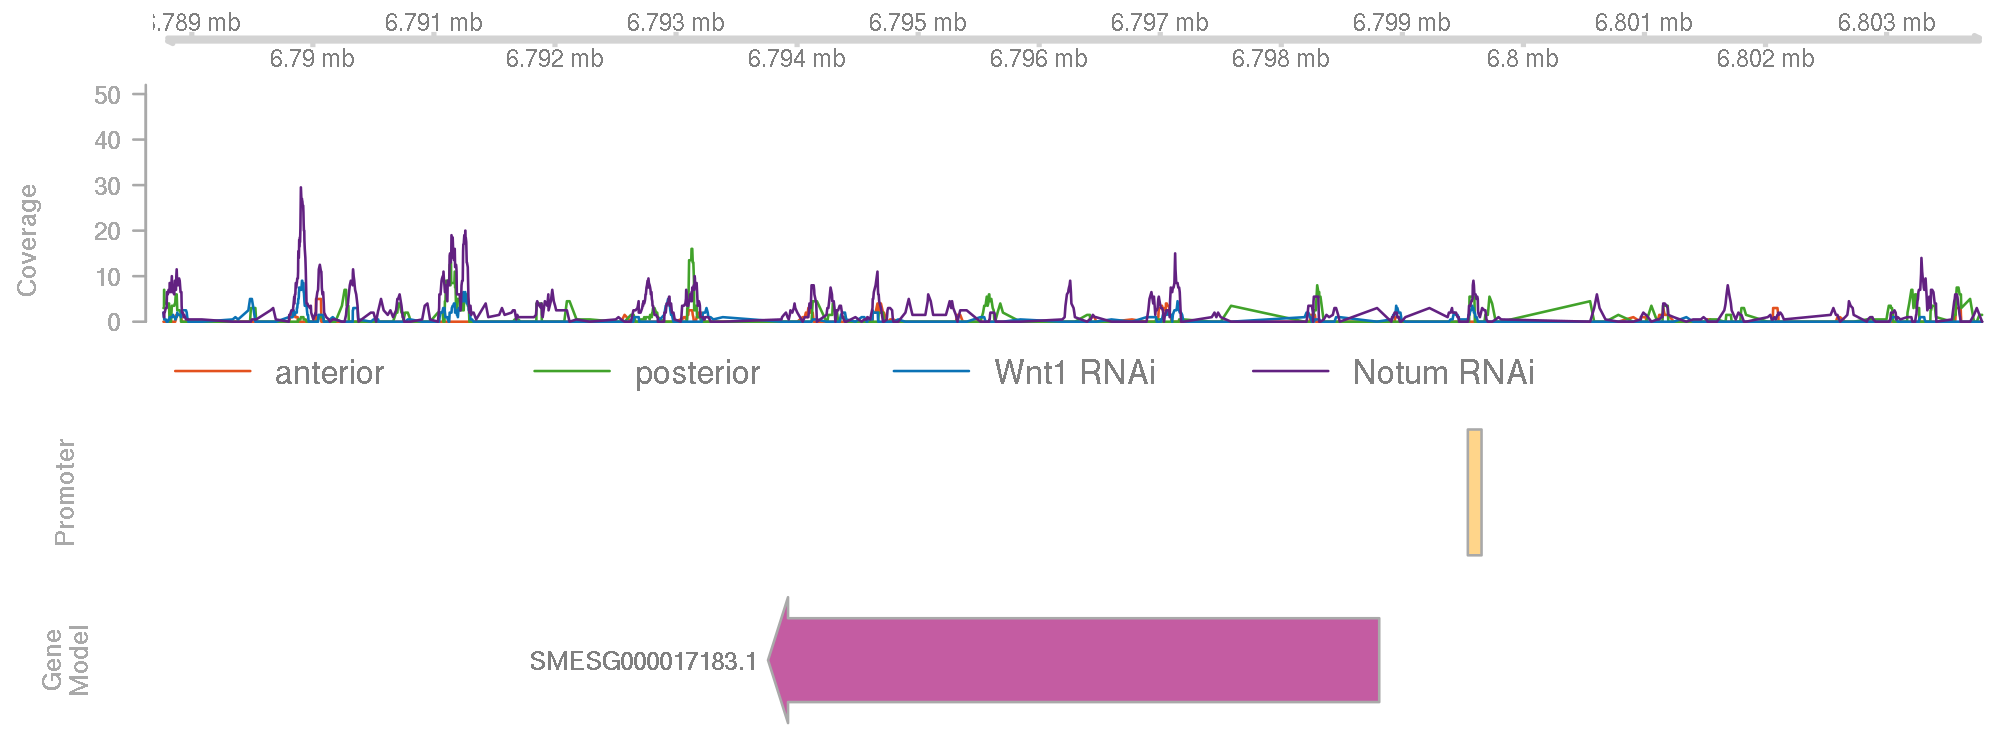 .789 mb 6.791 mb 6.793 mb 6.795 mb 6.797 mb 6.799 mb 6.801 mb 6.803 mb
6.79 mb 6.792 mb 6.794 mb 6.796 mb 6.798 mb 6.8 mb 6.802 mb
50
40
30
20
10
0
Coverage
anterior posterior Wnt1 RNAi Notum RNAi
Promoter
Gene
Model
SMESG000017183.1